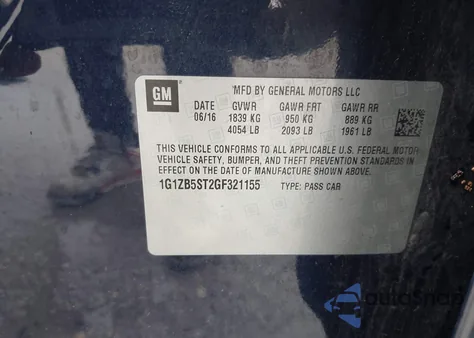 GM
MFD BY GENERAL MOTORS LLC
DATE GVWR GAWR FRT GAWR RR
06/16 1839 KG 950 KG 889 KG
4054 LB 2093 LB 1961 LB
THIS VEHICLE CONFORMS TO ALL APPLICABLE U.S. FEDERAL MOTOR
VEHICLE SAFETY, BUMPER, AND THEFT PREVENTION STANDARDS IN
EFFECT ON THE DATE OF MANUFACTURE SHOWN ABOVE.
1G1ZB5ST2GF321155 TYPE: PASS CAR
AutoSnap